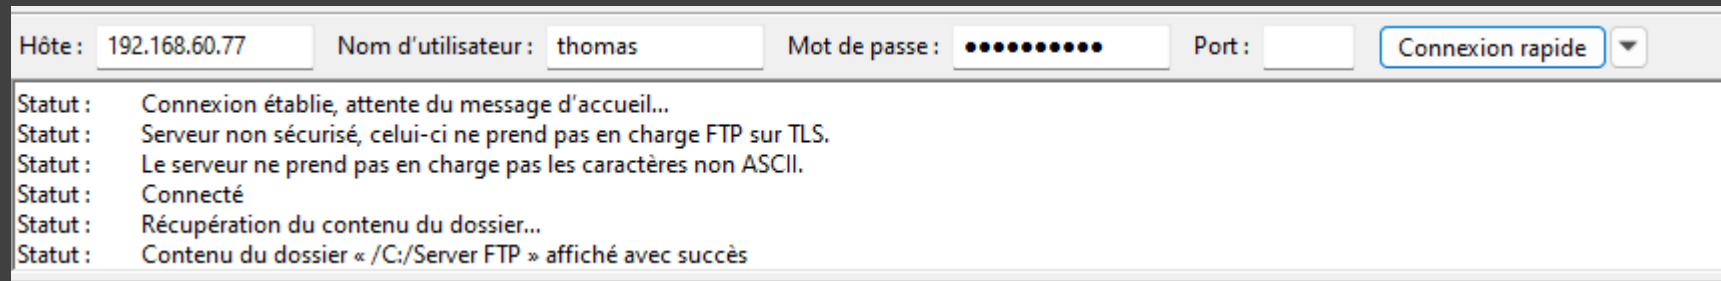 Hôte : 192.168.60.77 Nom d'utilisateur : thomas Mot de passe : ●●●●●●●●●● Port : Connexion rapide
Statut : Connexion établie, attente du message d'accueil...
Statut : Serveur non sécurisé, celui-ci ne prend pas en charge FTP sur TLS.
Statut : Le serveur ne prend pas en charge pas les caractères non ASCII.
Statut : Connecté
Statut : Récupération du contenu du dossier...
Statut : Contenu du dossier « /C:/Server FTP » affiché avec succès